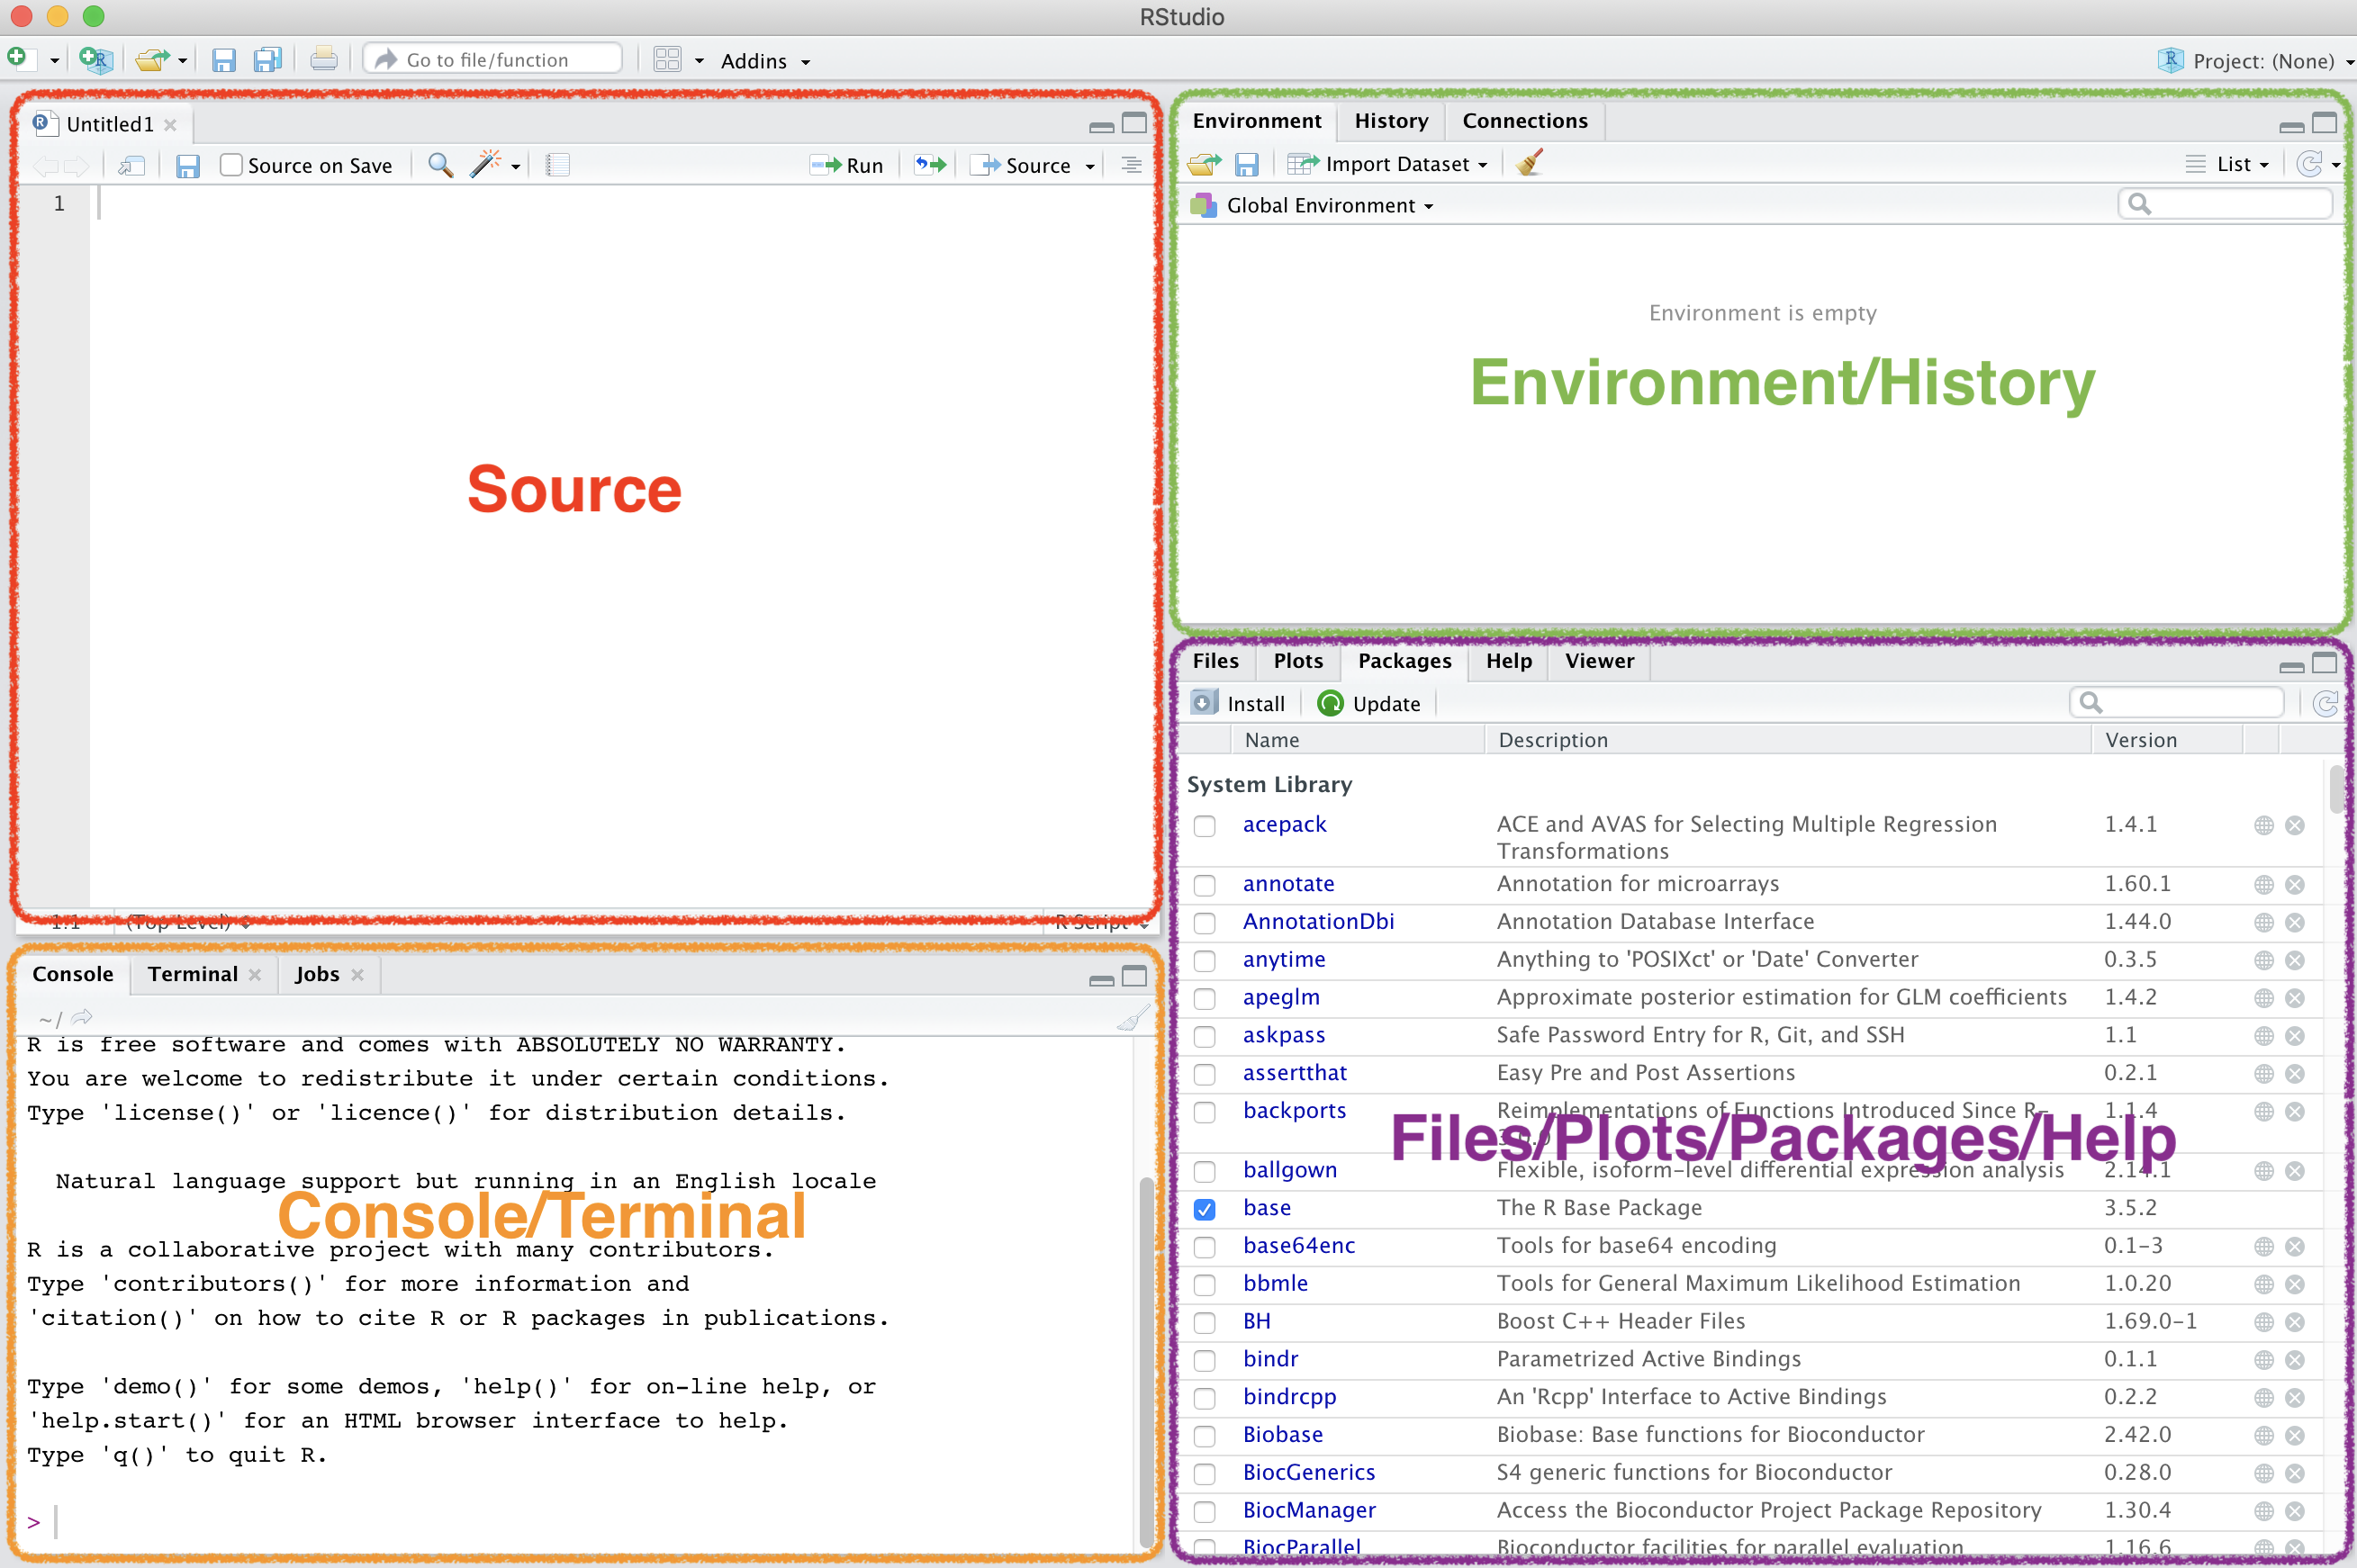 RStudio
Go to file/function
Addins
Project: (None)
Untitled1
Source on Save
Run
Source
1
Source
1:1
(Top Level)
R Script
Environment
History
Connections
Import Dataset
List
Global Environment
Environment is empty
Environment/History
Console
Terminal
Jobs
~/
R is free software and comes with ABSOLUTELY NO WARRANTY.
You are welcome to redistribute it under certain conditions.
Type 'license()' or 'licence()' for distribution details.
Natural language support but running in an English locale
Console/Terminal
R is a collaborative project with many contributors.
Type 'contributors()' for more information and
'citation()' on how to cite R or R packages in publications.
Type 'demo()' for some demos, 'help()' for on-line help, or
'help.start()' for an HTML browser interface to help.
Type 'q()' to quit R.
>
Files
Plots
Packages
Help
Viewer
Install
Update
Name Description Version
System Library
acepack ACE and AVAS for Selecting Multiple Regression 1.4.1
Transformations
annotate Annotation for microarrays 1.60.1
AnnotationDbi Annotation Database Interface 1.44.0
anytime Anything to 'POSIXct' or 'Date' Converter 0.3.5
apeglm Approximate posterior estimation for GLM coefficients 1.4.2
askpass Safe Password Entry for R, Git, and SSH 1.1
assertthat Easy Pre and Post Assertions 0.2.1
backports Reimplementations of Functions Introduced Since R- 1.1.4
3.0.0
Files/Plots/Packages/Help
ballgown Flexible, isoform-level differential expression analysis 2.14.1
base The R Base Package 3.5.2
base64enc Tools for base64 encoding 0.1-3
bbmle Tools for General Maximum Likelihood Estimation 1.0.20
BH Boost C++ Header Files 1.69.0-1
bindr Parametrized Active Bindings 0.1.1
bindrcpp An 'Rcpp' Interface to Active Bindings 0.2.2
Biobase Biobase: Base functions for Bioconductor 2.42.0
BiocGenerics S4 generic functions for Bioconductor 0.28.0
BiocManager Access the Bioconductor Project Package Repository 1.30.4
BiocParallel Bioconductor facilities for parallel evaluation 1.16.6